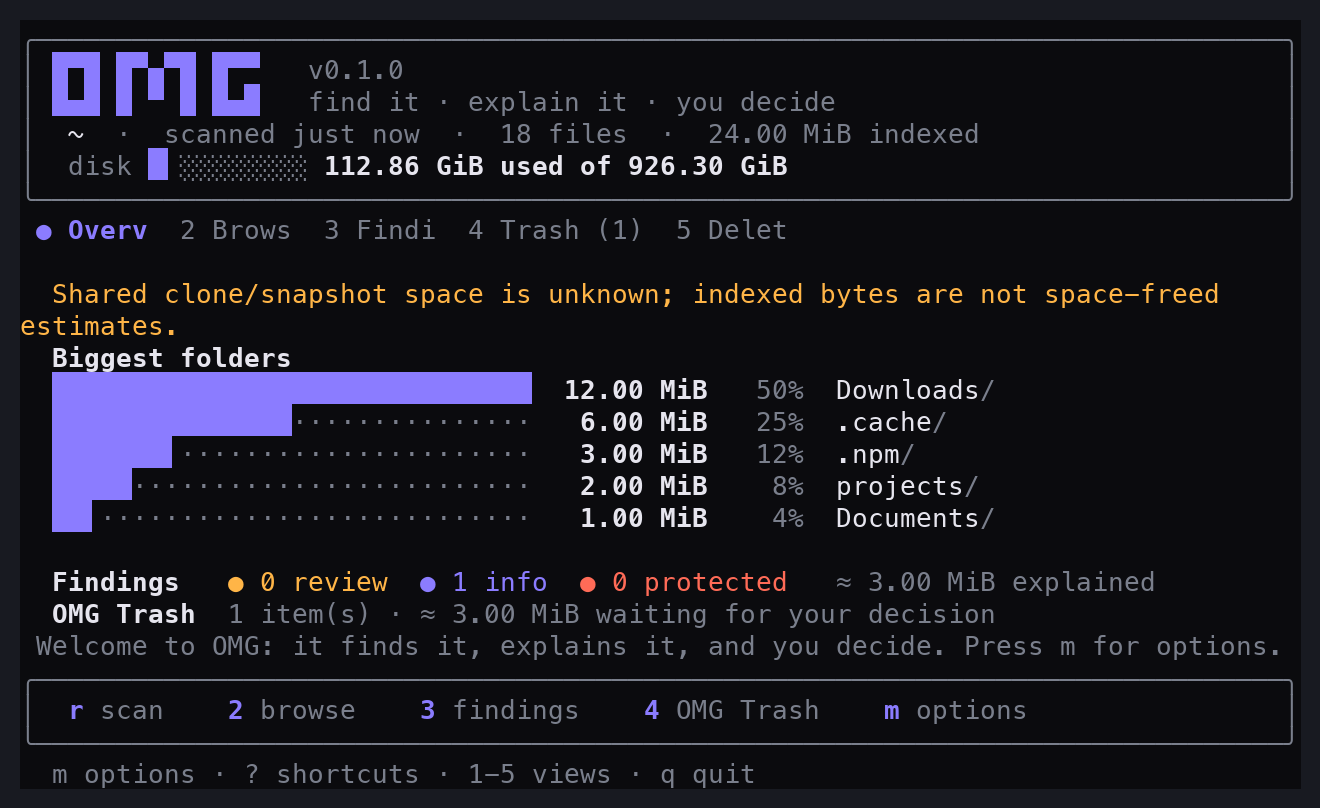 OMG v0.1.0
find it · explain it · you decide
~ · scanned just now · 18 files · 24.00 MiB indexed
disk 112.86 GiB used of 926.30 GiB
● Overv 2 Brows 3 Findi 4 Trash (1) 5 Delet
Shared clone/snapshot space is unknown; indexed bytes are not space-freed
estimates.
Biggest folders
12.00 MiB 50% Downloads/
6.00 MiB 25% .cache/
3.00 MiB 12% .npm/
2.00 MiB 8% projects/
1.00 MiB 4% Documents/
Findings ● 0 review ● 1 info ● 0 protected ≈ 3.00 MiB explained
OMG Trash 1 item(s) · ≈ 3.00 MiB waiting for your decision
Welcome to OMG: it finds it, explains it, and you decide. Press m for options.
r scan 2 browse 3 findings 4 OMG Trash m options
m options · ? shortcuts · 1-5 views · q quit